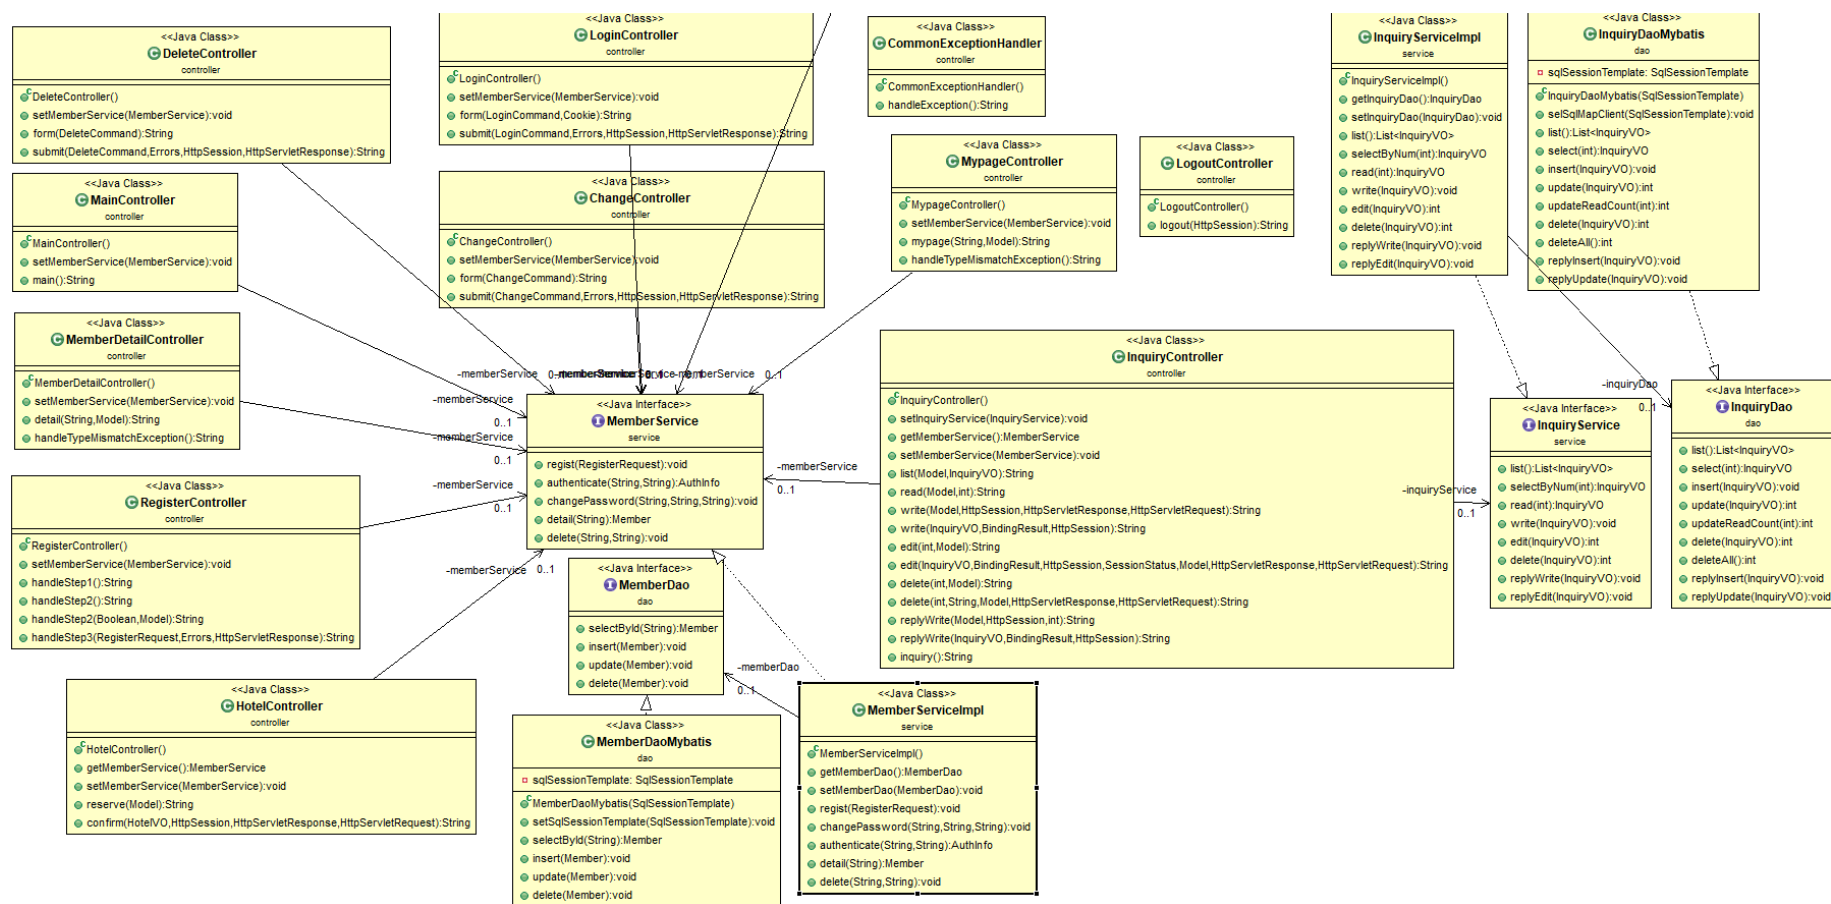 <<Java Class>>
DeleteController
controller
DeleteController()
setMemberService(MemberService):void
form(DeleteCommand):String
submit(DeleteCommand,Errors,HttpSession,HttpServletResponse):String
<<Java Class>>
LoginController
controller
LoginController()
setMemberService(MemberService):void
form(LoginCommand,Cookie):String
submit(LoginCommand,Errors,HttpSession,HttpServletResponse):String
<<Java Class>>
CommonExceptionHandler
controller
CommonExceptionHandler()
handleException():String
<<Java Class>>
InquiryServiceImpl
service
InquiryServiceImpl()
getInquiryDao():InquiryDao
setInquiryDao(InquiryDao):void
list():List<InquiryVO>
selectByNum(int):InquiryVO
read(int):InquiryVO
write(InquiryVO):void
edit(InquiryVO):int
delete(InquiryVO):int
replyWrite(InquiryVO):void
replyEdit(InquiryVO):void
<<Java Class>>
InquiryDaoMybatis
dao
sqlSessionTemplate: SqlSessionTemplate
InquiryDaoMybatis(SqlSessionTemplate)
selSqlMapClient(SqlSessionTemplate):void
list():List<InquiryVO>
select(int):InquiryVO
insert(InquiryVO):void
update(InquiryVO):int
updateReadCount(int):int
delete(InquiryVO):int
deleteAll():int
replyInsert(InquiryVO):void
replyUpdate(InquiryVO):void
<<Java Class>>
MainController
controller
MainController()
setMemberService(MemberService):void
main():String
<<Java Class>>
ChangeController
controller
ChangeController()
setMemberService(MemberService):void
form(ChangeCommand):String
submit(ChangeCommand,Errors,HttpSession,HttpServletResponse):String
<<Java Class>>
MypageController
controller
MypageController()
setMemberService(MemberService):void
mypage(String,Model):String
handleTypeMismatchException():String
<<Java Class>>
LogoutController
controller
LogoutController()
logout(HttpSession):String
<<Java Class>>
MemberDetailController
controller
MemberDetailController()
setMemberService(MemberService):void
detail(String,Model):String
handleTypeMismatchException():String
-memberService
-memberService
0..1
-memberService
0..1
-memberService
0..1
-memberService
0..1
-memberService
0..1
-memberService
0..1
<<Java Interface>>
MemberService
service
regist(RegisterRequest):void
authenticate(String,String):AuthInfo
changePassword(String,String,String):void
detail(String):Member
delete(String,String):void
-memberService
0..1
<<Java Class>>
InquiryController
controller
InquiryController()
setInquiryService(InquiryService):void
getMemberService():MemberService
setMemberService(MemberService):void
list(Model,InquiryVO):String
read(Model,int):String
write(Model,HttpSession,HttpServletResponse,HttpServletRequest):String
write(InquiryVO,BindingResult,HttpSession):String
edit(int,Model):String
edit(InquiryVO,BindingResult,HttpSession,SessionStatus,Model,HttpServletResponse,HttpServletRequest):String
delete(int,Model):String
delete(int,String,Model,HttpServletResponse,HttpServletRequest):String
replyWrite(Model,HttpSession,int):String
replyWrite(InquiryVO,BindingResult,HttpSession):String
inquiry():String
-inquiryService
0..1
<<Java Interface>>
InquiryService
service
list():List<InquiryVO>
selectByNum(int):InquiryVO
read(int):InquiryVO
write(InquiryVO):void
edit(InquiryVO):int
delete(InquiryVO):int
replyWrite(InquiryVO):void
replyEdit(InquiryVO):void
-inquiryDao
0..1
<<Java Interface>>
InquiryDao
dao
list():List<InquiryVO>
select(int):InquiryVO
insert(InquiryVO):void
update(InquiryVO):int
updateReadCount(int):int
delete(InquiryVO):int
deleteAll():int
replyInsert(InquiryVO):void
replyUpdate(InquiryVO):void
<<Java Class>>
RegisterController
controller
RegisterController()
setMemberService(MemberService):void
handleStep1():String
handleStep2():String
handleStep2(Boolean,Model):String
handleStep3(RegisterRequest,Errors,HttpServletResponse):String
<<Java Interface>>
MemberDao
dao
selectById(String):Member
insert(Member):void
update(Member):void
delete(Member):void
-memberDao
0..1
<<Java Class>>
HotelController
controller
HotelController()
getMemberService():MemberService
setMemberService(MemberService):void
reserve(Model):String
confirm(HotelVO,HttpSession,HttpServletResponse,HttpServletRequest):String
<<Java Class>>
MemberDaoMybatis
dao
sqlSessionTemplate: SqlSessionTemplate
MemberDaoMybatis(SqlSessionTemplate)
setSqlSessionTemplate(SqlSessionTemplate):void
selectById(String):Member
insert(Member):void
update(Member):void
delete(Member):void
<<Java Class>>
MemberServiceImpl
service
MemberServiceImpl()
getMemberDao():MemberDao
setMemberDao(MemberDao):void
regist(RegisterRequest):void
changePassword(String,String,String):void
authenticate(String,String):AuthInfo
detail(String):Member
delete(String,String):void